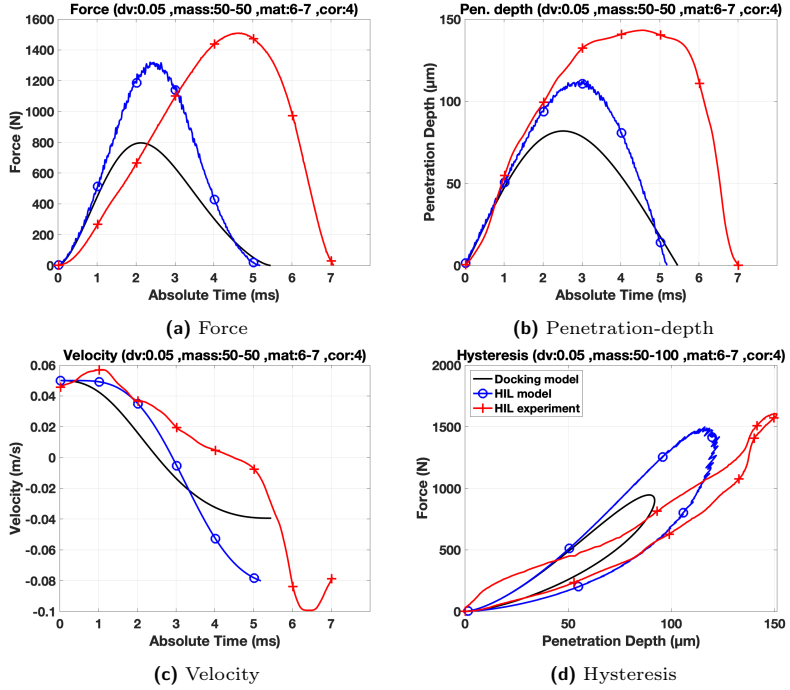 Force (dv:0.05 ,mass:50-50 ,mat:6-7 ,cor:4)
1600
1400
1200
1000
800
600
400
200
0
Force (N)
0 1 2 3 4 5 6 7
Absolute Time (ms)
(a) Force
Pen. depth (dv:0.05 ,mass:50-50 ,mat:6-7 ,cor:4)
150
100
50
0
Penetration Depth (µm)
0 1 2 3 4 5 6 7
Absolute Time (ms)
(b) Penetration-depth
Velocity (dv:0.05 ,mass:50-50 ,mat:6-7 ,cor:4)
0.06
0.04
0.02
0
-0.02
-0.04
-0.06
-0.08
-0.1
Velocity (m/s)
0 1 2 3 4 5 6 7
Absolute Time (ms)
(c) Velocity
Hysteresis (dv:0.05 ,mass:50-100 ,mat:6-7 ,cor:4)
Docking model
HIL model
HIL experiment
2000
1500
1000
500
0
Force (N)
0 50 100 150
Penetration Depth (µm)
(d) Hysteresis